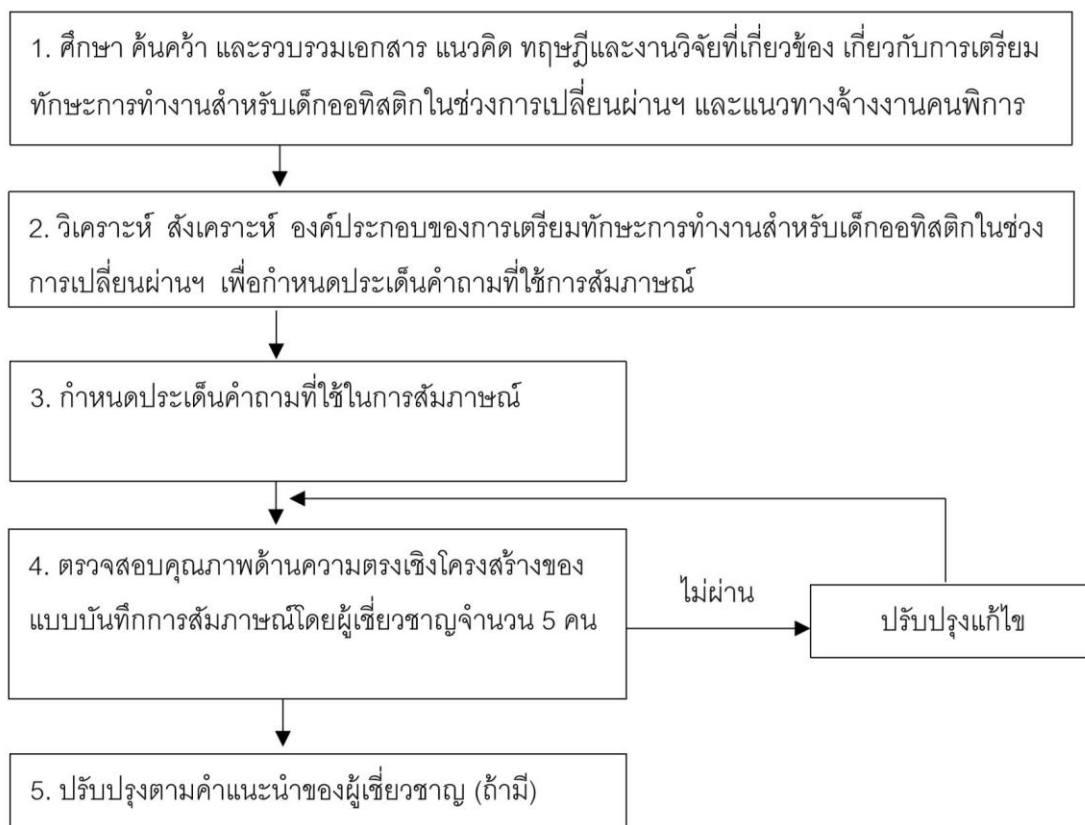 1. ศึกษา ค้นคว้า และรวบรวมเอกสาร แนวคิด ทฤษฎีและงานวิจัยที่เกี่ยวข้อง เกี่ยวกับการเตรียม
ทักษะการทำงานสำหรับเด็กออทิสติกในช่วงการเปลี่ยนผ่านฯ และแนวทางจ้างงานคนพิการ
2. วิเคราะห์ สังเคราะห์ องค์ประกอบของการเตรียมทักษะการทำงานสำหรับเด็กออทิสติกในช่วง
การเปลี่ยนผ่านฯ เพื่อกำหนดประเด็นคำถามที่ใช้การสัมภาษณ์
3. กำหนดประเด็นคำถามที่ใช้ในการสัมภาษณ์
4. ตรวจสอบคุณภาพด้านความตรงเชิงโครงสร้างของ
แบบบันทึกการสัมภาษณ์โดยผู้เชี่ยวชาญจำนวน 5 คน
ไม่ผ่าน
ปรับปรุงแก้ไข
5. ปรับปรุงตามคำแนะนำของผู้เชี่ยวชาญ (ถ้ามี)